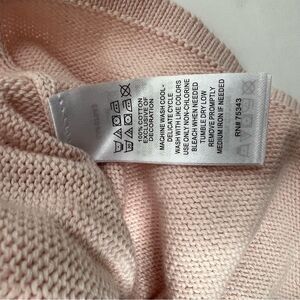 100% COTTON
EXCLUSIVE OF
DECORATION
MACHINE WASH COOL-
DELICATE CYCLE
WASH WITH LIKE COLORS
USE ONLY NON-CHLORINE
BLEACH WHEN NEEDED
TUMBLE DRY LOW
REMOVE PROMPTLY
MEDIUM IRON IF NEEDED
RN# 75343